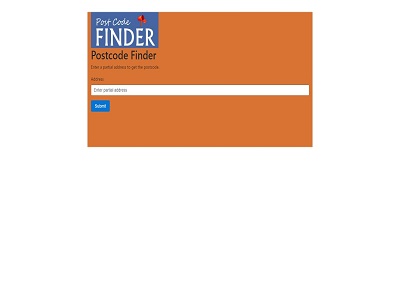 Post Code
FINDER
Postcode Finder
Enter a partial address to get the postcode
Address
Enter partial address
Submit